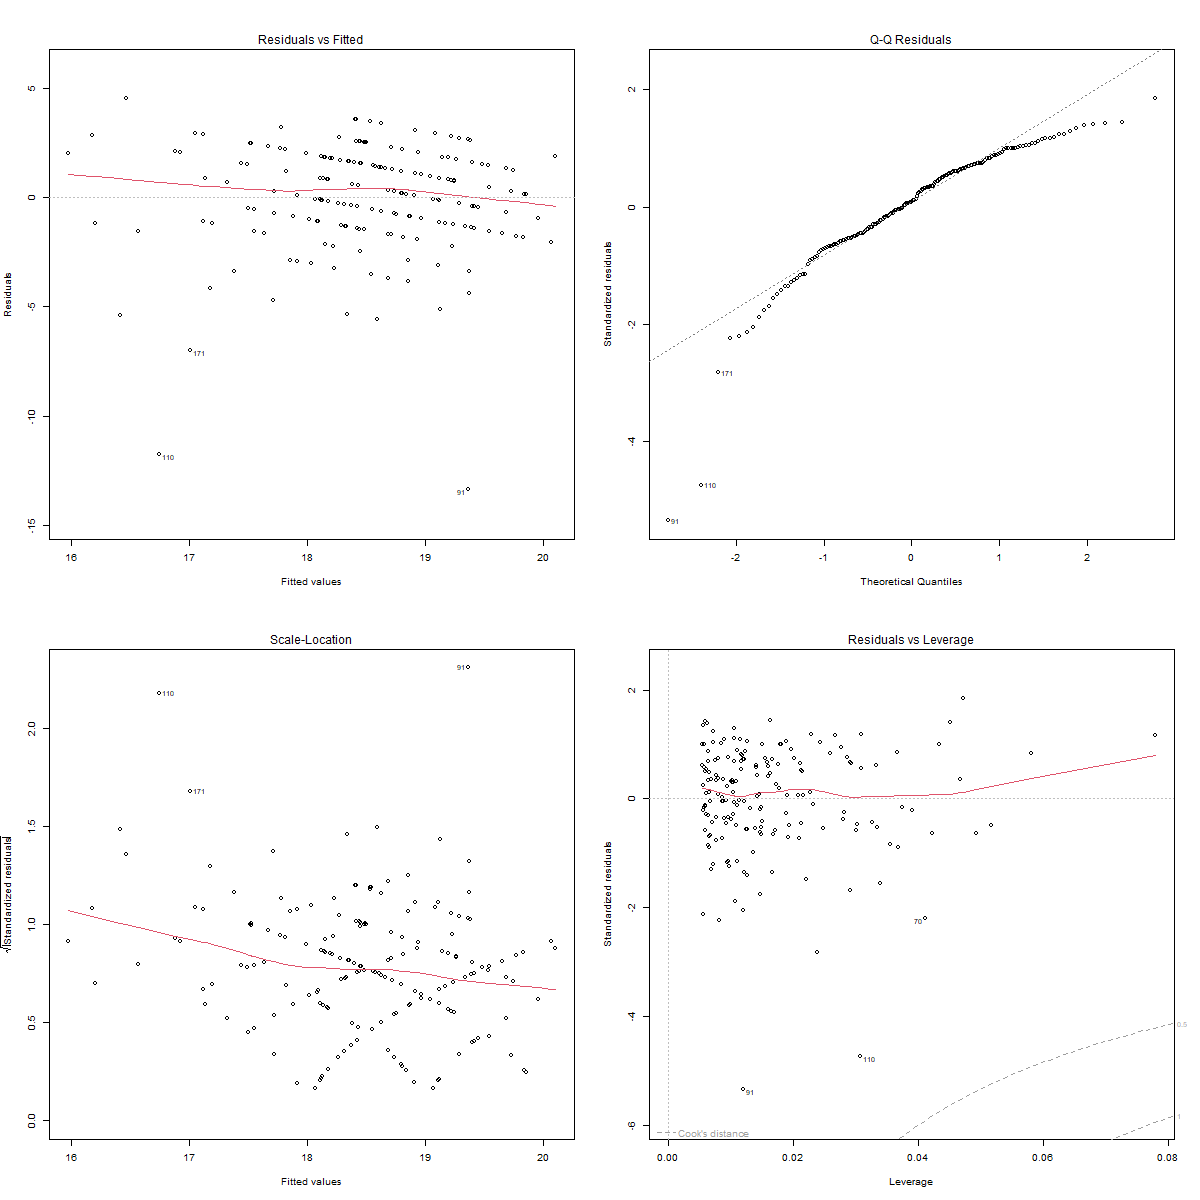 Residuals vs Fitted
Residuals
5
0
-5
-10
-15
171
110
91
16 17 18 19 20
Fitted values
Q-Q Residuals
Standardized residuals
2
0
-2
-4
171
110
91
-2 -1 0 1 2
Theoretical Quantiles
Scale-Location
√|Standardized residuals|
2.0
1.5
1.0
0.5
0.0
91
110
171
16 17 18 19 20
Fitted values
Residuals vs Leverage
Standardized residuals
2
0
-2
-4
-6
70
110
91
0.5
1
Cook's distance
0.00 0.02 0.04 0.06 0.08
Leverage